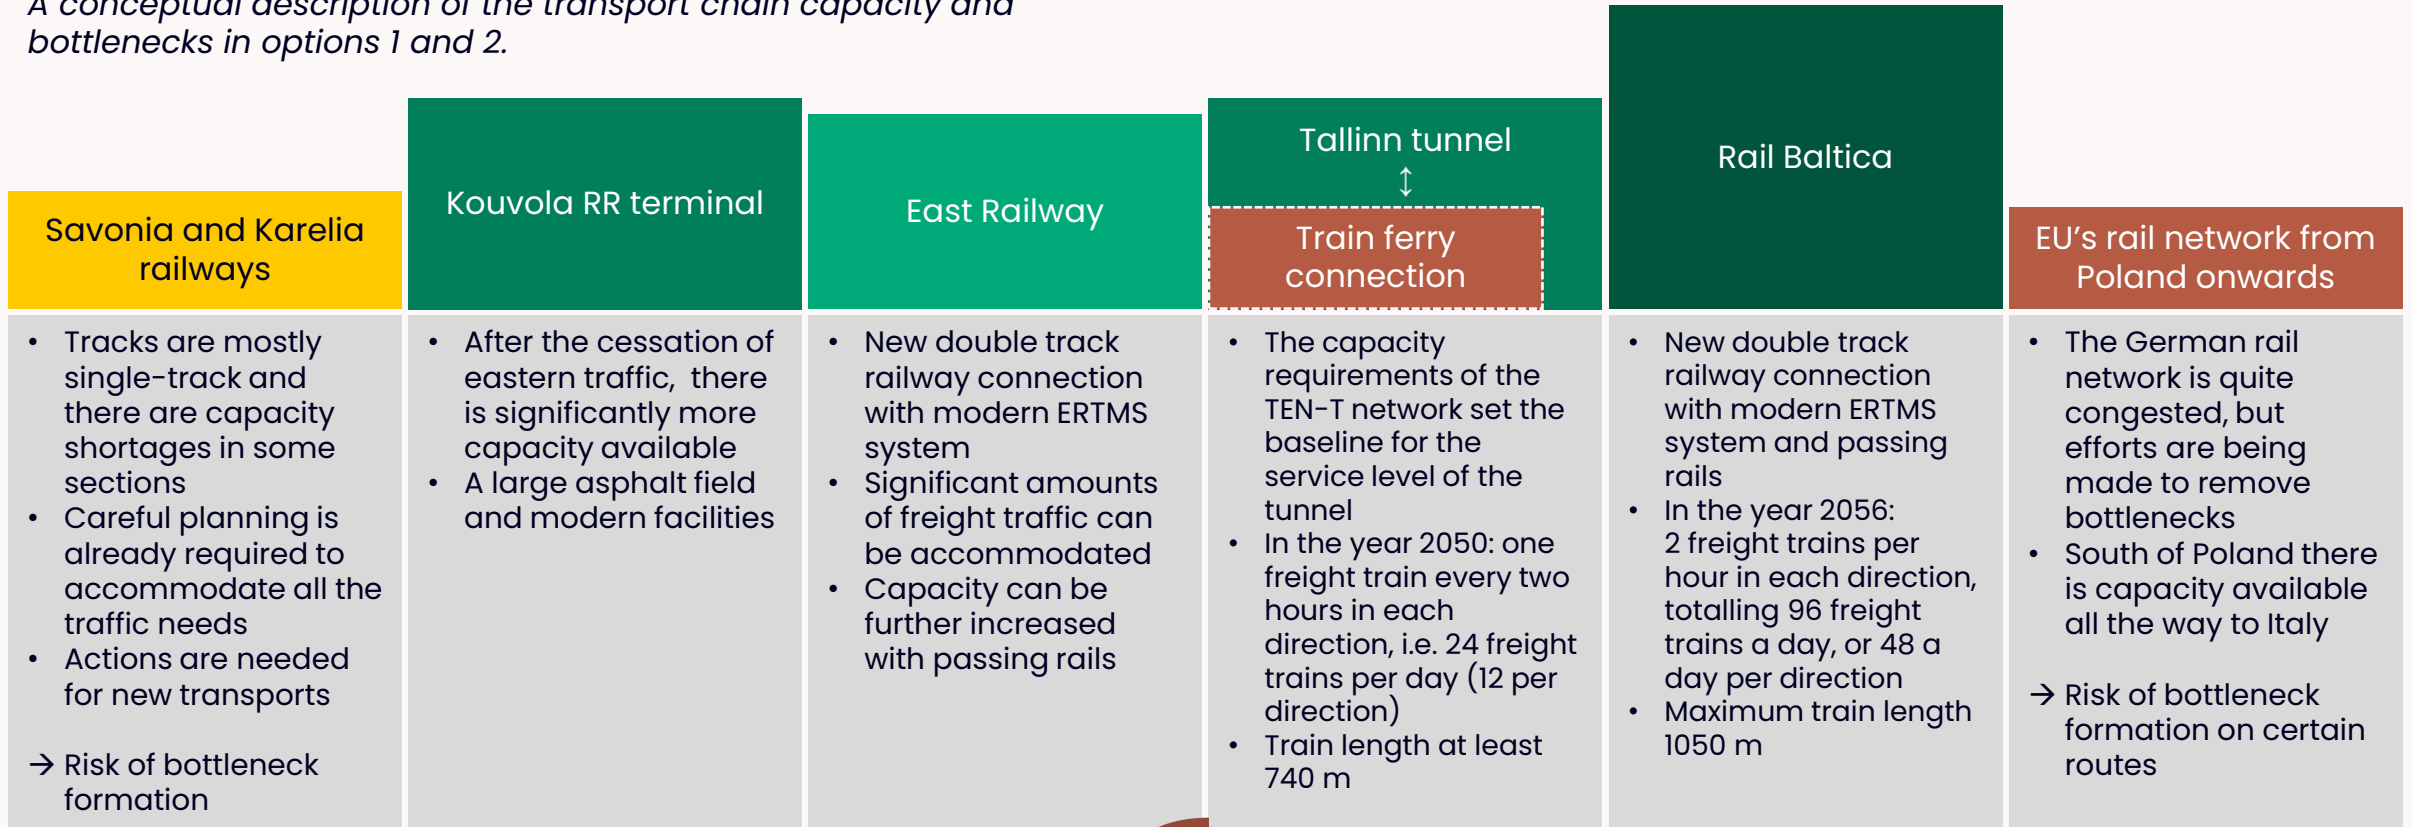 A conceptual description of the transport chain capacity and
bottlenecks in options 1 and 2.
Savonia and Karelia
railways
• Tracks are mostly
single-track and
there are capacity
shortages in some
sections
• Careful planning is
already required to
accommodate all the
traffic needs
• Actions are needed
for new transports
→ Risk of bottleneck
formation
Kouvola RR terminal
• After the cessation of
eastern traffic, there
is significantly more
capacity available
• A large asphalt field
and modern facilities
East Railway
• New double track
railway connection
with modern ERTMS
system
• Significant amounts
of freight traffic can
be accommodated
• Capacity can be
further increased
with passing rails
Tallinn tunnel
↕
Train ferry
connection
• The capacity
requirements of the
TEN-T network set the
baseline for the
service level of the
tunnel
• In the year 2050: one
freight train every two
hours in each
direction, i.e. 24 freight
trains per day (12 per
direction)
• Train length at least
740 m
Rail Baltica
• New double track
railway connection
with modern ERTMS
system and passing
rails
• In the year 2056:
2 freight trains per
hour in each direction,
totalling 96 freight
trains a day, or 48 a
day per direction
• Maximum train length
1050 m
EU’s rail network from
Poland onwards
• The German rail
network is quite
congested, but
efforts are being
made to remove
bottlenecks
• South of Poland there
is capacity available
all the way to Italy
→ Risk of bottleneck
formation on certain
routes